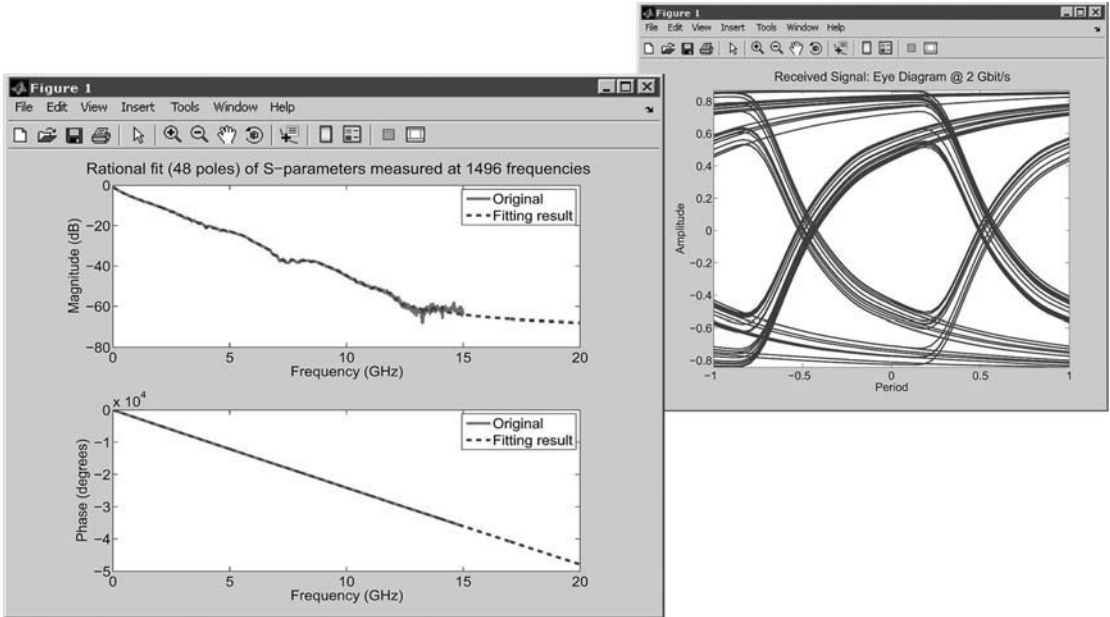 Figure 1
File Edit View Insert Tools Window Help
Received Signal: Eye Diagram @ 2 Gbit/s
0.8
0.6
0.4
0.2
0
−0.2
−0.4
−0.6
−0.8
Amplitude
−1 −0.5 0 0.5 1
Period
Figure 1
File Edit View Insert Tools Window Help
Rational fit (48 poles) of S−parameters measured at 1496 frequencies
0
−20
−40
−60
−80
Magnitude (dB)
Original
Fitting result
0 5 10 15 20
Frequency (GHz)
x 10^4
0
−1
−2
−3
−4
−5
Phase (degrees)
Original
Fitting result
0 5 10 15 20
Frequency (GHz)